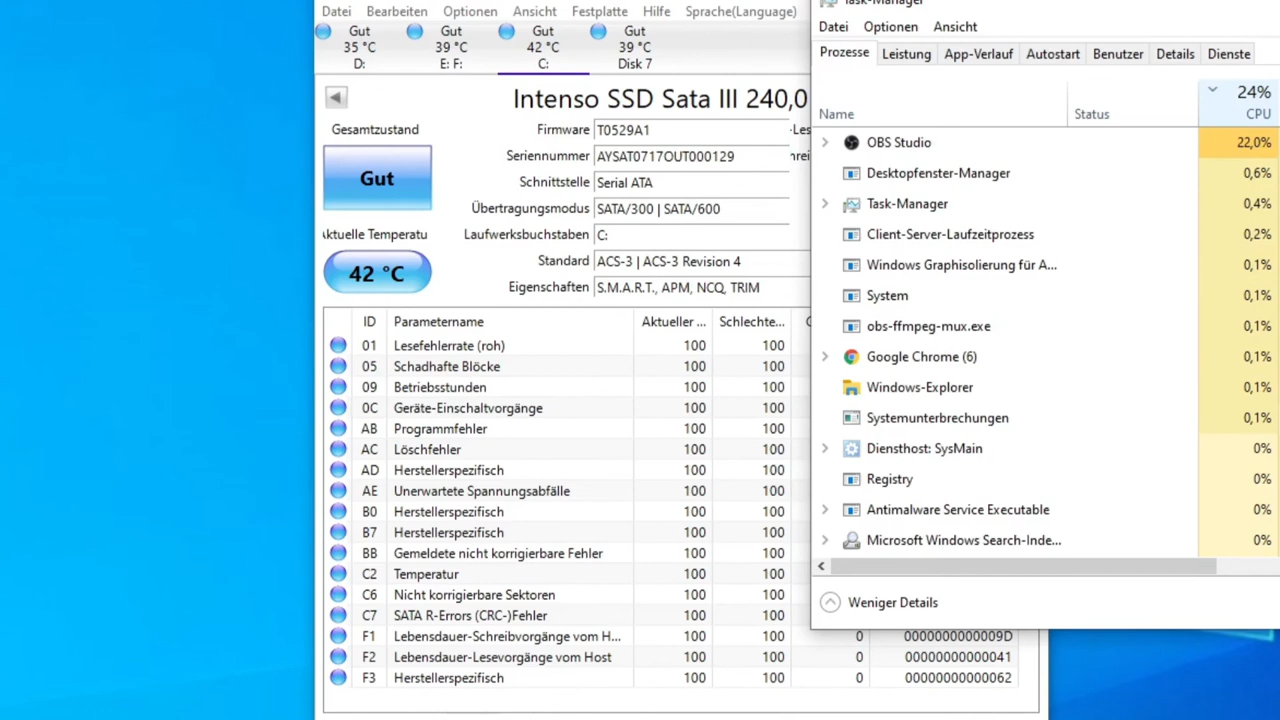 Datei Bearbeiten Optionen Ansicht Festplatte Hilfe Sprache(Language)
Gut Gut Gut Gut
35 °C 39 °C 42 °C 39 °C
D: E: F: C: Disk 7
Intenso SSD Sata III 240,0
Gesamtzustand
Gut
ktuelle Temperatu
42 °C
Firmware T0529A1
Seriennummer AYSAT0717OUT000129
Schnittstelle Serial ATA
Übertragungsmodus SATA/300 | SATA/600
Laufwerksbuchstaben C:
Standard ACS-3 | ACS-3 Revision 4
Eigenschaften S.M.A.R.T., APM, NCQ, TRIM
ID Parametername Aktueller ... Schlechte...
01 Lesefehlerrate (roh) 100 100
05 Schadhafte Blöcke 100 100
09 Betriebsstunden 100 100
0C Geräte-Einschaltvorgänge 100 100
AB Programmfehler 100 100
AC Löschfehler 100 100
AD Herstellerspezifisch 100 100
AE Unerwartete Spannungsabfälle 100 100
B0 Herstellerspezifisch 100 100
B7 Herstellerspezifisch 100 100
BB Gemeldete nicht korrigierbare Fehler 100 100
C2 Temperatur 100 100
C6 Nicht korrigierbare Sektoren 100 100
C7 SATA R-Errors (CRC-)Fehler 100 100
F1 Lebensdauer-Schreibvorgänge vom H... 100 100 0 0000000000009D
F2 Lebensdauer-Lesevorgänge vom Host 100 100 0 00000000000041
F3 Herstellerspezifisch 100 100 0 00000000000062
Task-Manager
Datei Optionen Ansicht
Prozesse Leistung App-Verlauf Autostart Benutzer Details Dienste
24%
Name Status CPU
OBS Studio 22,0%
Desktopfenster-Manager 0,6%
Task-Manager 0,4%
Client-Server-Laufzeitprozess 0,2%
Windows Graphisolierung für A... 0,1%
System 0,1%
obs-ffmpeg-mux.exe 0,1%
Google Chrome (6) 0,1%
Windows-Explorer 0,1%
Systemunterbrechungen 0,1%
Diensthost: SysMain 0%
Registry 0%
Antimalware Service Executable 0%
Microsoft Windows Search-Inde... 0%
Weniger Details